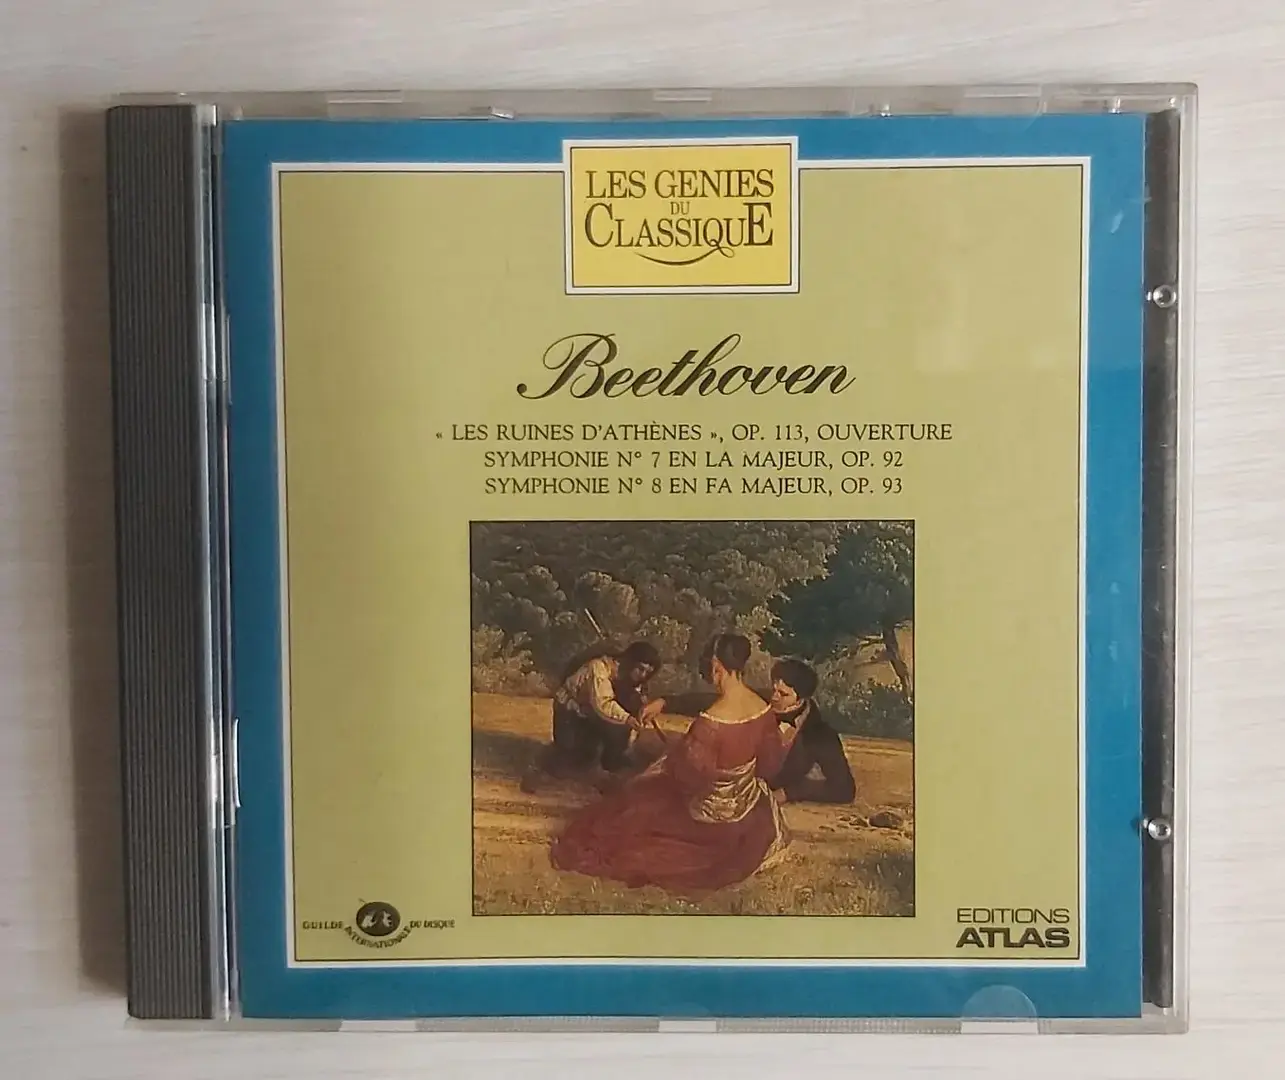 LES GENIES
DU
CLASSIQUE
Beethoven
« LES RUINES D'ATHÈNES », OP. 113, OUVERTURE
SYMPHONIE N° 7 EN LA MAJEUR, OP. 92
SYMPHONIE N° 8 EN FA MAJEUR, OP. 93
GUILDE INTERNATIONALE DU DISQUE
EDITIONS
ATLAS